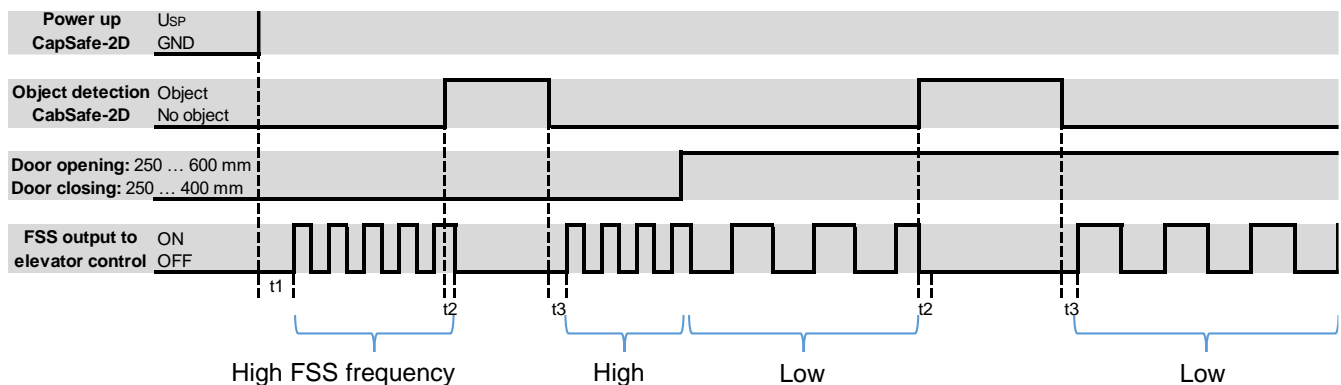 Power up USP
CapSafe-2D GND
Object detection Object
CabSafe-2D No object
Door opening: 250 … 600 mm
Door closing: 250 … 400 mm
FSS output to ON
elevator control OFF
t1 t2 t3 t2 t3
High FSS frequency High Low Low